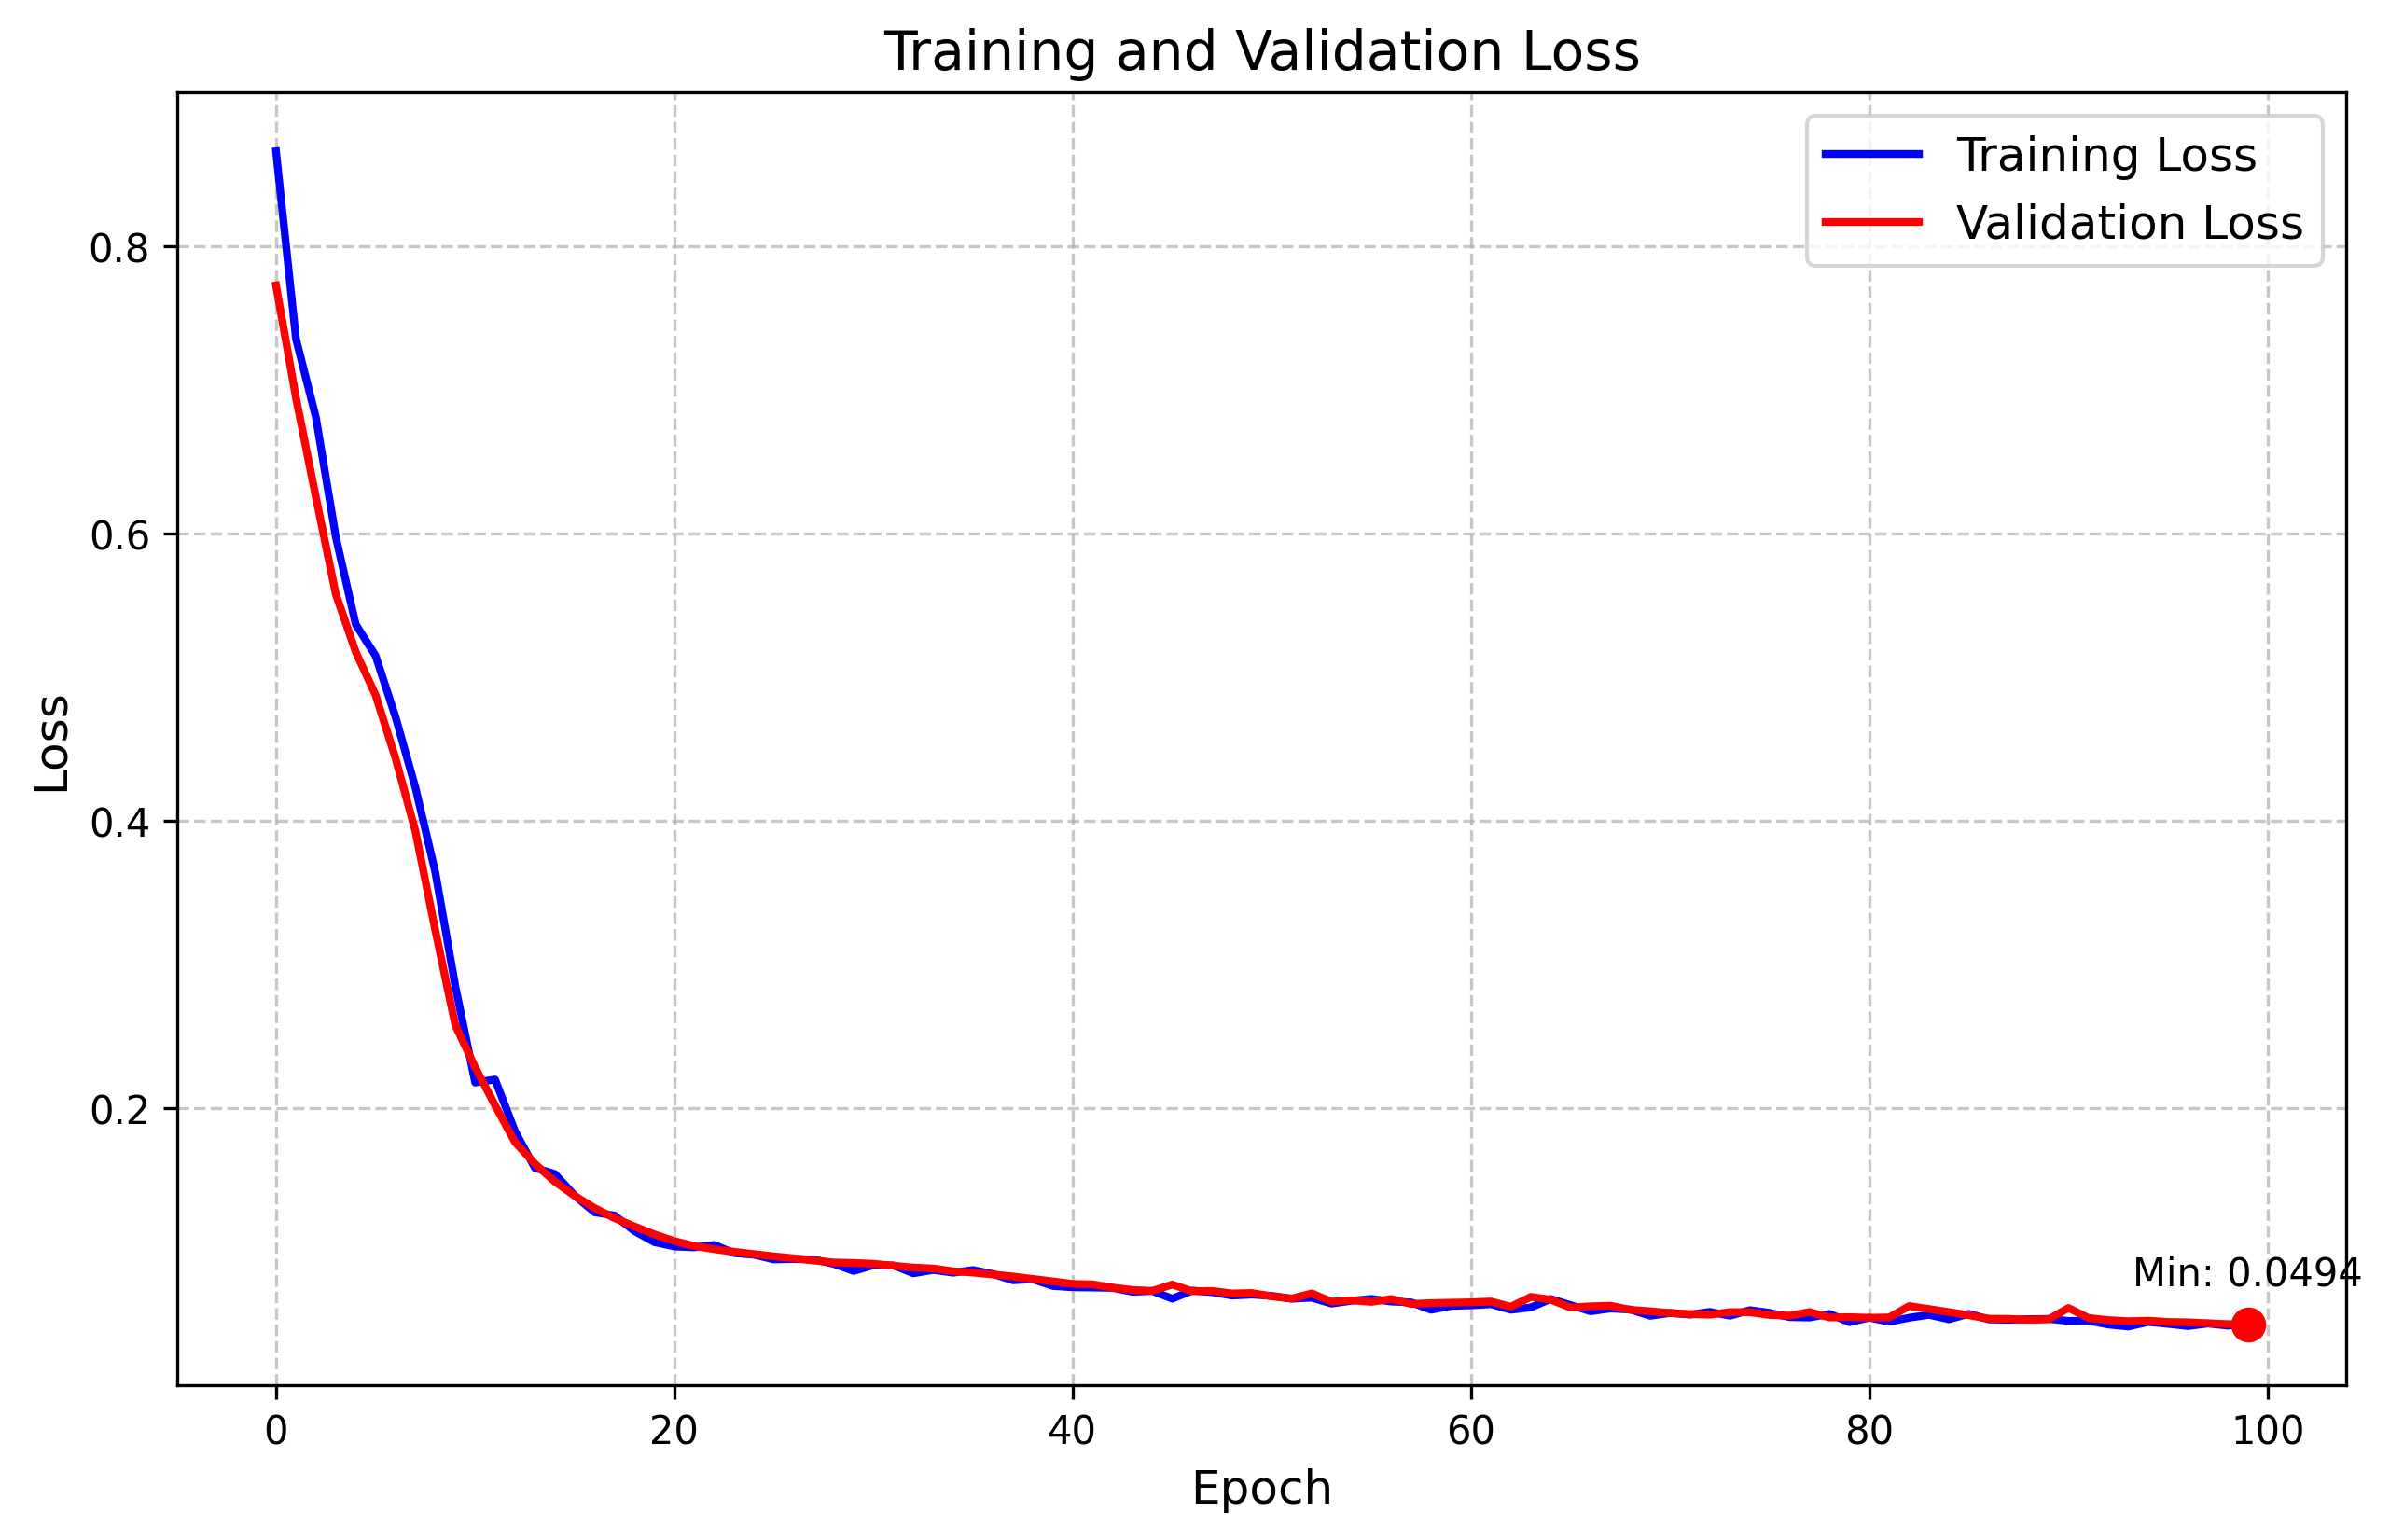 Training and Validation Loss
Training Loss
Validation Loss
0.8
0.6
0.4
0.2
Loss
Min: 0.0494
0 20 40 60 80 100
Epoch